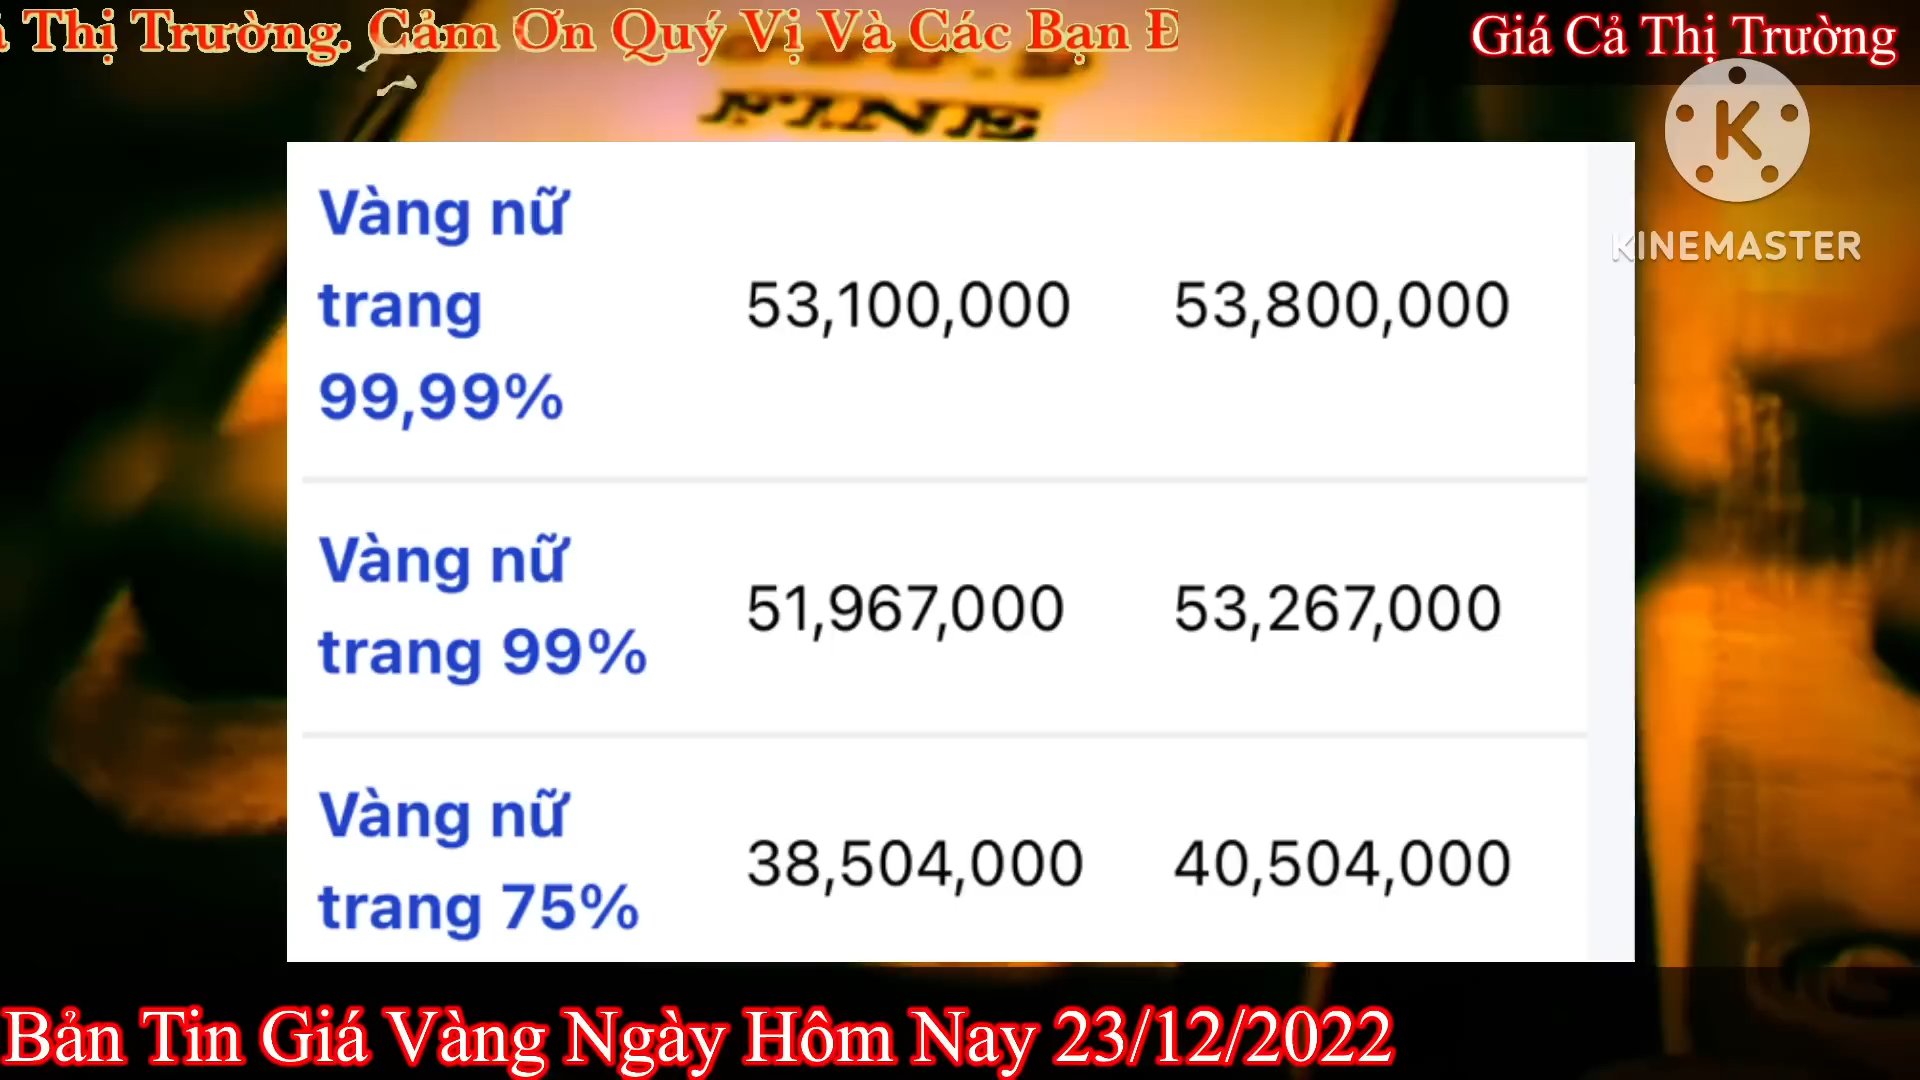 Thị Trường. Cảm Ơn Quý Vị Và Các Bạn Đ
Giá Cả Thị Trường
FINE
K
KINEMASTER
Vàng nữ
trang
99,99%
53,100,000
53,800,000
Vàng nữ
trang 99%
51,967,000
53,267,000
Vàng nữ
trang 75%
38,504,000
40,504,000
Bản Tin Giá Vàng Ngày Hôm Nay 23/12/2022